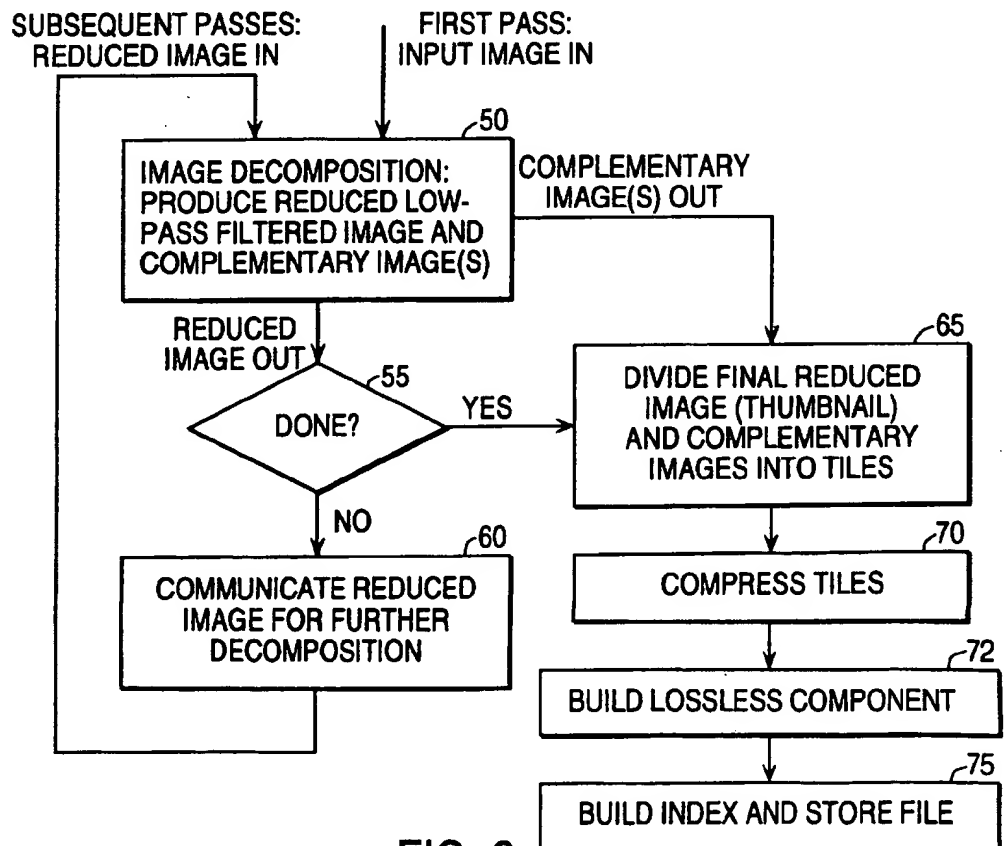 SUBSEQUENT PASSES:
REDUCED IMAGE IN
FIRST PASS:
INPUT IMAGE IN
50
IMAGE DECOMPOSITION:
PRODUCE REDUCED LOW-
PASS FILTERED IMAGE AND
COMPLEMENTARY IMAGE(S)
COMPLEMENTARY
IMAGE(S) OUT
REDUCED
IMAGE OUT
55
DONE?
YES
NO
60
COMMUNICATE REDUCED
IMAGE FOR FURTHER
DECOMPOSITION
65
DIVIDE FINAL REDUCED
IMAGE (THUMBNAIL)
AND COMPLEMENTARY
IMAGES INTO TILES
70
COMPRESS TILES
72
BUILD LOSSLESS COMPONENT
75
BUILD INDEX AND STORE FILE
FIG.